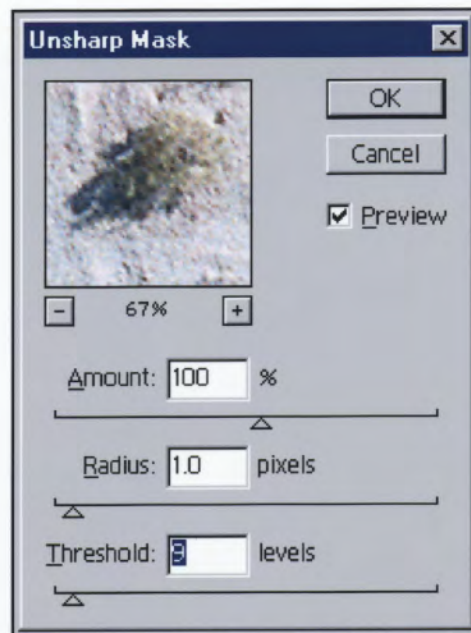 Unsharp Mask
OK
Cancel
Preview
- 67% +
Amount: 100 %
Radius: 1.0 pixels
Threshold: levels